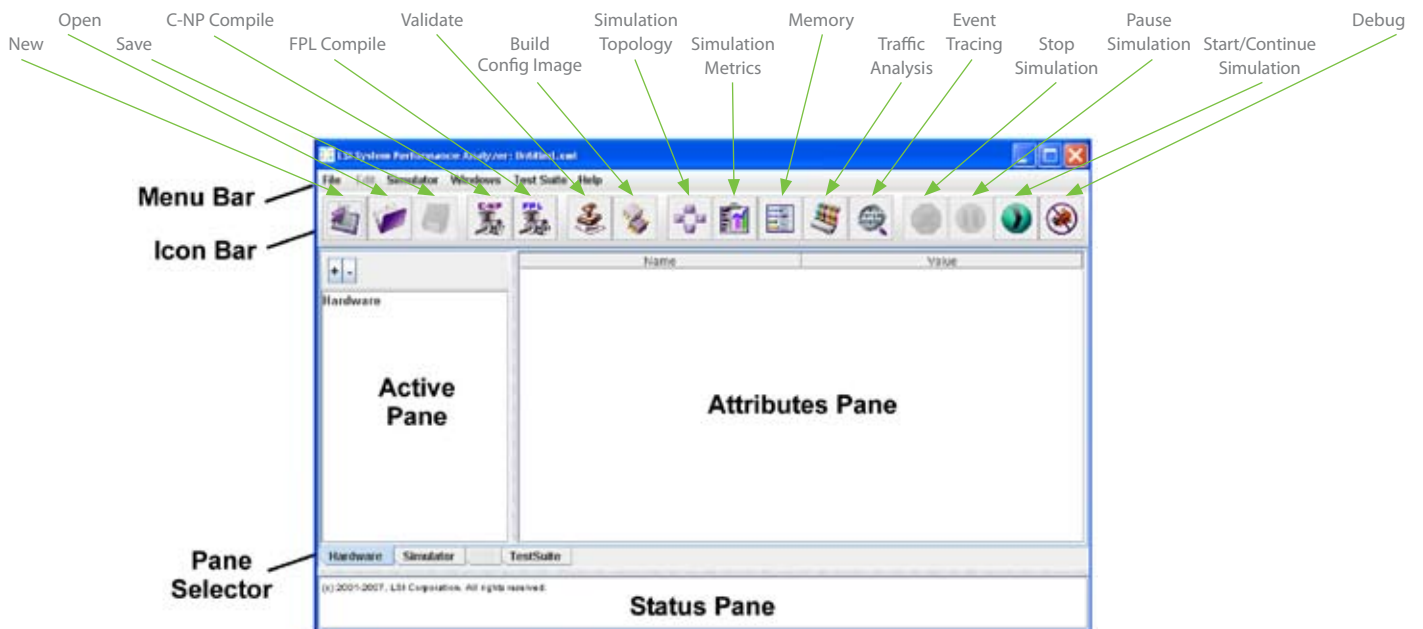 Open C-NP Compile Validate Simulation Memory Event Pause Debug
New Save FPL Compile Build Topology Simulation Traffic Tracing Stop Simulation Start/Continue
Config Image Metrics Analysis Simulation Simulation
LSI System Performance Analyzer: Untitled.xml
Menu Bar
File Edit Simulator Windows Test Suite Help
C-NP FPL
Icon Bar
+ -
Name Value
Hardware
Active
Pane
Attributes Pane
Pane
Selector
Hardware Simulator TestSuite
(c) 2001-2007, LSI Corporation. All rights reserved.
Status Pane